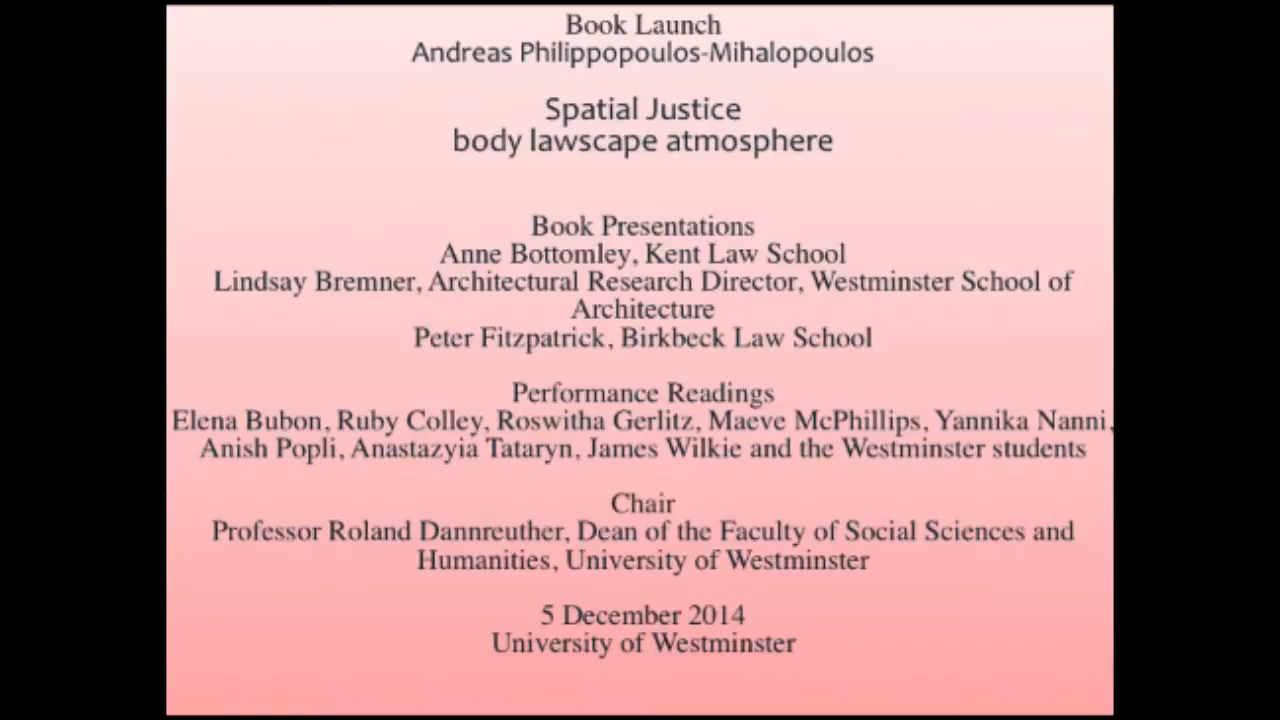 Book Launch
Andreas Philippopoulos-Mihalopoulos
Spatial Justice
body lawscape atmosphere
Book Presentations
Anne Bottomley, Kent Law School
Lindsay Bremner, Architectural Research Director, Westminster School of
Architecture
Peter Fitzpatrick, Birkbeck Law School
Performance Readings
Elena Bubon, Ruby Colley, Roswitha Gerlitz, Maeve McPhillips, Yannika Nanni,
Anish Popli, Anastazyia Tataryn, James Wilkie and the Westminster students
Chair
Professor Roland Dannreuther, Dean of the Faculty of Social Sciences and
Humanities, University of Westminster
5 December 2014
University of Westminster